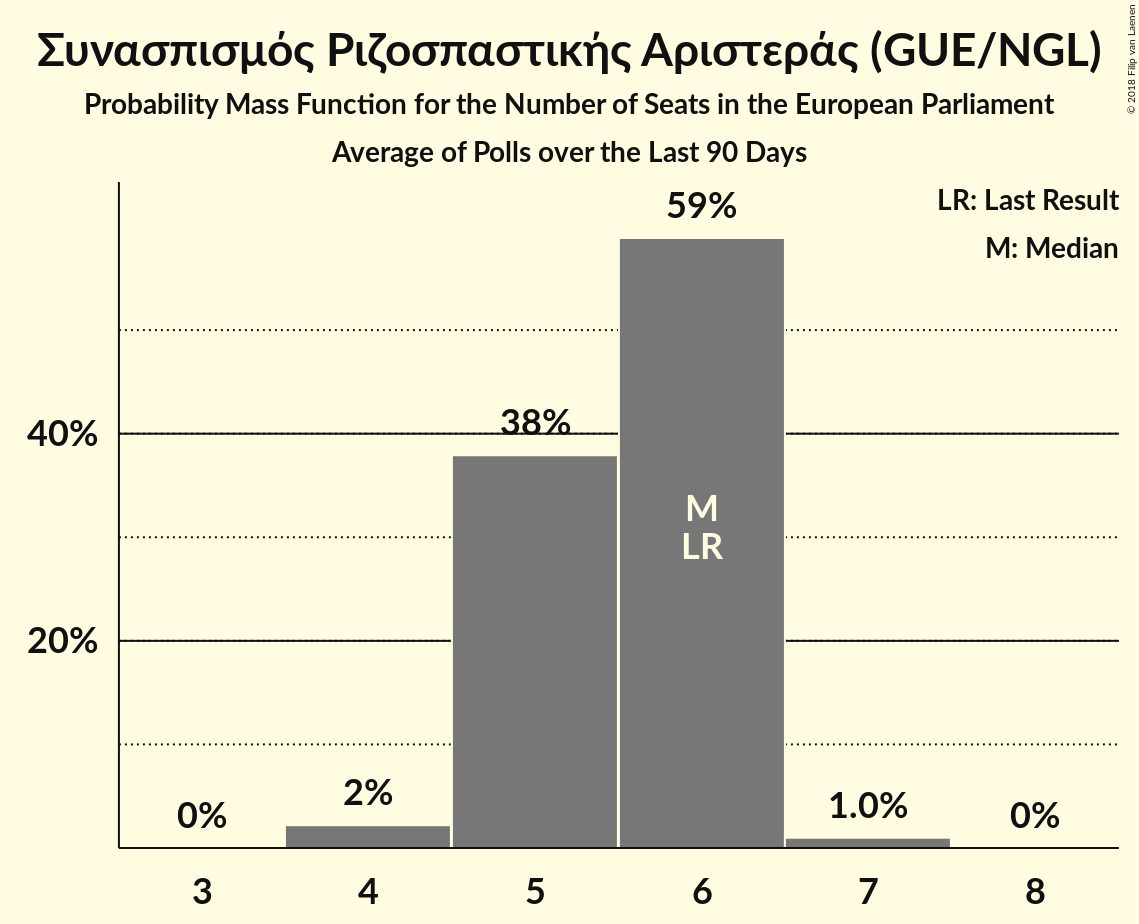 Συνασπισμός Ριζοσπαστικής Αριστεράς (GUE/NGL)
Probability Mass Function for the Number of Seats in the European Parliament
Average of Polls over the Last 90 Days
© 2018 Filip van Laenen
LR: Last Result
M: Median
59%
40%
38%
M
LR
20%
0%
2%
1.0%
0%
3 4 5 6 7 8